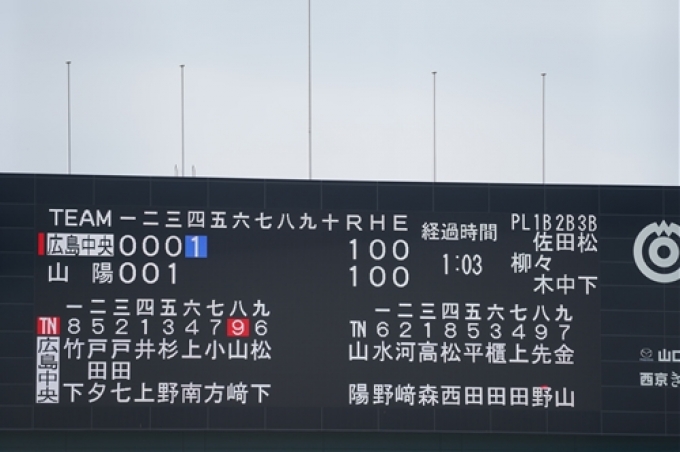 TEAM 一二三四五六七八九十 R H E 経過時間 PL 1B 2B 3B
広島中央 0 0 0 1 1 0 0 1:03 柳 佐々木 田中 松下
山陽 0 0 1 1 0 0
一二三四五六七八九
TN 8 5 2 1 3 4 7 9 6
広島中央 竹下 戸田夕 戸田七 井上 杉野 上南 小方 山﨑 松下
一二三四五六七八九
TN 6 2 1 8 5 3 4 9 7
山陽 水野 河﨑 高森 松西 平田 櫃田 上田 先野 金山
山口
西京き